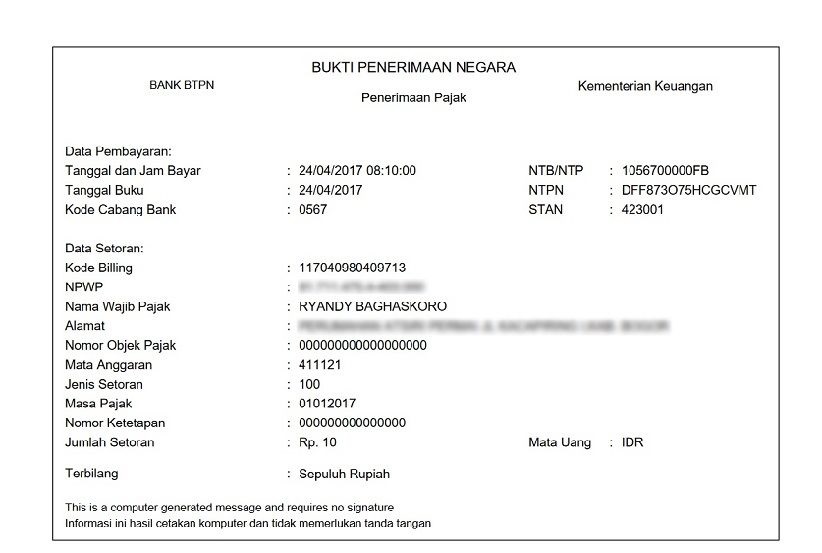 BUKTI PENERIMAAN NEGARA
BANK BTPN
Kementerian Keuangan
Penerimaan Pajak
Data Pembayaran:
Tanggal dan Jam Bayar : 24/04/2017 08:10:00 NTB/NTP : 1056700000FB
Tanggal Buku : 24/04/2017 NTPN : DFF873O75HCGCVMT
Kode Cabang Bank : 0567 STAN : 423001
Data Setoran:
Kode Billing : 117040980409713
NPWP :
Nama Wajib Pajak : RYANDY BAGHASKORO
Alamat :
Nomor Objek Pajak : 000000000000000000
Mata Anggaran : 411121
Jenis Setoran : 100
Masa Pajak : 01012017
Nomor Ketetapan : 000000000000000
Jumlah Setoran : Rp. 10 Mata Uang : IDR
Terbilang : Sepuluh Rupiah
This is a computer generated message and requires no signature
Informasi ini hasil cetakan komputer dan tidak memerlukan tanda tangan